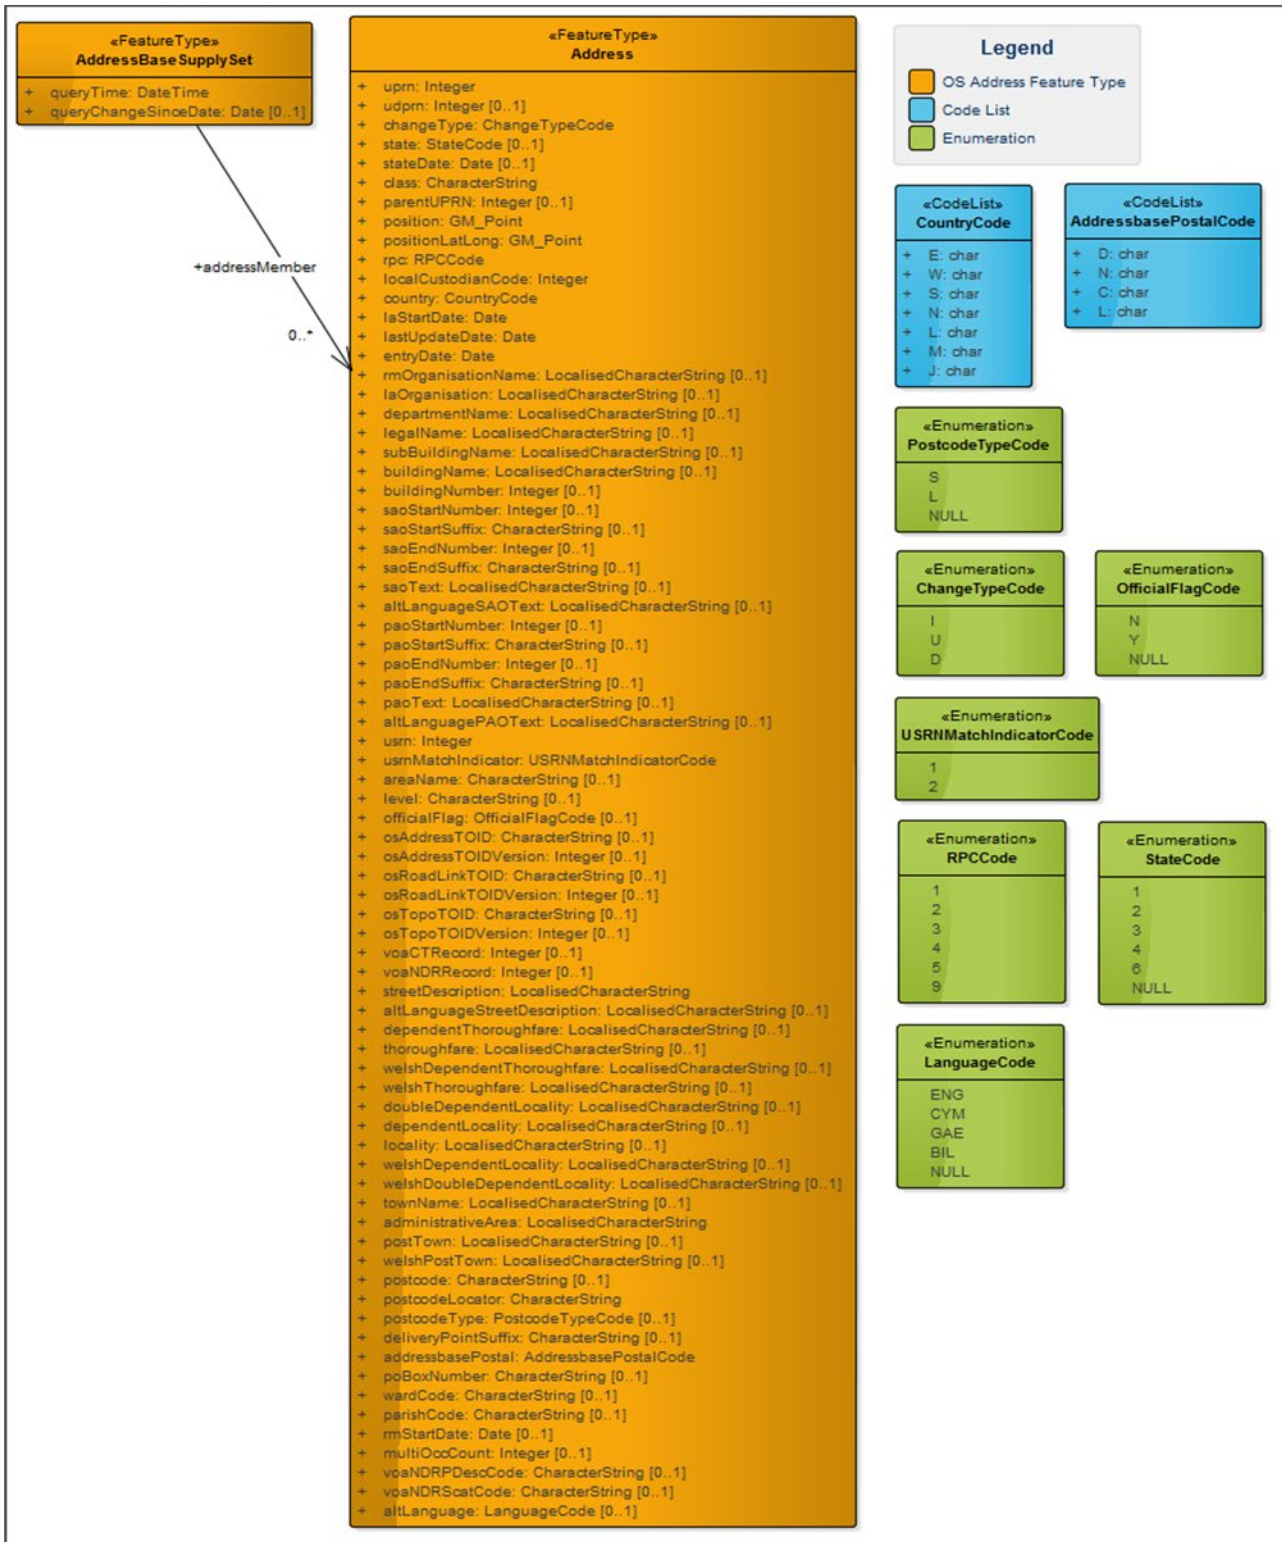 «FeatureType»
AddressBaseSupplySet
+ queryTime: DateTime
+ queryChangeSinceDate: Date [0..1]
+addressMember
0..*
«FeatureType»
Address
+ uprn: Integer
+ udprn: Integer [0..1]
+ changeType: ChangeTypeCode
+ state: StateCode [0..1]
+ stateDate: Date [0..1]
+ class: CharacterString
+ parentUPRN: Integer [0..1]
+ position: GM_Point
+ positionLatLong: GM_Point
+ rpc: RPCCode
+ localCustodianCode: Integer
+ country: CountryCode
+ laStartDate: Date
+ lastUpdateDate: Date
+ entryDate: Date
+ rmOrganisationName: LocalisedCharacterString [0..1]
+ laOrganisation: LocalisedCharacterString [0..1]
+ departmentName: LocalisedCharacterString [0..1]
+ legalName: LocalisedCharacterString [0..1]
+ subBuildingName: LocalisedCharacterString [0..1]
+ buildingName: LocalisedCharacterString [0..1]
+ buildingNumber: Integer [0..1]
+ saoStartNumber: Integer [0..1]
+ saoStartSuffix: CharacterString [0..1]
+ saoEndNumber: Integer [0..1]
+ saoEndSuffix: CharacterString [0..1]
+ saoText: LocalisedCharacterString [0..1]
+ altLanguageSAOText: LocalisedCharacterString [0..1]
+ paoStartNumber: Integer [0..1]
+ paoStartSuffix: CharacterString [0..1]
+ paoEndNumber: Integer [0..1]
+ paoEndSuffix: CharacterString [0..1]
+ paoText: LocalisedCharacterString [0..1]
+ altLanguagePAOText: LocalisedCharacterString [0..1]
+ usrn: Integer
+ usrnMatchIndicator: USRNMatchIndicatorCode
+ areaName: CharacterString [0..1]
+ level: CharacterString [0..1]
+ officialFlag: OfficialFlagCode [0..1]
+ osAddressTOID: CharacterString [0..1]
+ osAddressTOIDVersion: Integer [0..1]
+ osRoadLinkTOID: CharacterString [0..1]
+ osRoadLinkTOIDVersion: Integer [0..1]
+ osTopoTOID: CharacterString [0..1]
+ osTopoTOIDVersion: Integer [0..1]
+ voaCTRecord: Integer [0..1]
+ voaNDRRecord: Integer [0..1]
+ streetDescription: LocalisedCharacterString
+ altLanguageStreetDescription: LocalisedCharacterString [0..1]
+ dependentThoroughfare: LocalisedCharacterString [0..1]
+ thoroughfare: LocalisedCharacterString [0..1]
+ welshDependentThoroughfare: LocalisedCharacterString [0..1]
+ welshThoroughfare: LocalisedCharacterString [0..1]
+ doubleDependentLocality: LocalisedCharacterString [0..1]
+ dependentLocality: LocalisedCharacterString [0..1]
+ locality: LocalisedCharacterString [0..1]
+ welshDependentLocality: LocalisedCharacterString [0..1]
+ welshDoubleDependentLocality: LocalisedCharacterString [0..1]
+ townName: LocalisedCharacterString [0..1]
+ administrativeArea: LocalisedCharacterString
+ postTown: LocalisedCharacterString [0..1]
+ welshPostTown: LocalisedCharacterString [0..1]
+ postcode: CharacterString [0..1]
+ postcodeLocator: CharacterString
+ postcodeType: PostcodeTypeCode [0..1]
+ deliveryPointSuffix: CharacterString [0..1]
+ addressbasePostal: AddressbasePostalCode
+ poBoxNumber: CharacterString [0..1]
+ wardCode: CharacterString [0..1]
+ parishCode: CharacterString [0..1]
+ rmStartDate: Date [0..1]
+ multiOccCount: Integer [0..1]
+ voaNDRPDescCode: CharacterString [0..1]
+ voaNDRScatCode: CharacterString [0..1]
+ altLanguage: LanguageCode [0..1]
Legend
OS Address Feature Type
Code List
Enumeration
«CodeList»
CountryCode
+ E: char
+ W: char
+ S: char
+ N: char
+ L: char
+ M: char
+ J: char
«CodeList»
AddressbasePostalCode
+ D: char
+ N: char
+ C: char
+ L: char
«Enumeration»
PostcodeTypeCode
S
L
NULL
«Enumeration»
ChangeTypeCode
I
U
D
«Enumeration»
OfficialFlagCode
N
Y
NULL
«Enumeration»
USRNMatchIndicatorCode
1
2
«Enumeration»
RPCCode
1
2
3
4
5
9
«Enumeration»
StateCode
1
2
3
4
6
NULL
«Enumeration»
LanguageCode
ENG
CYM
GAE
BIL
NULL